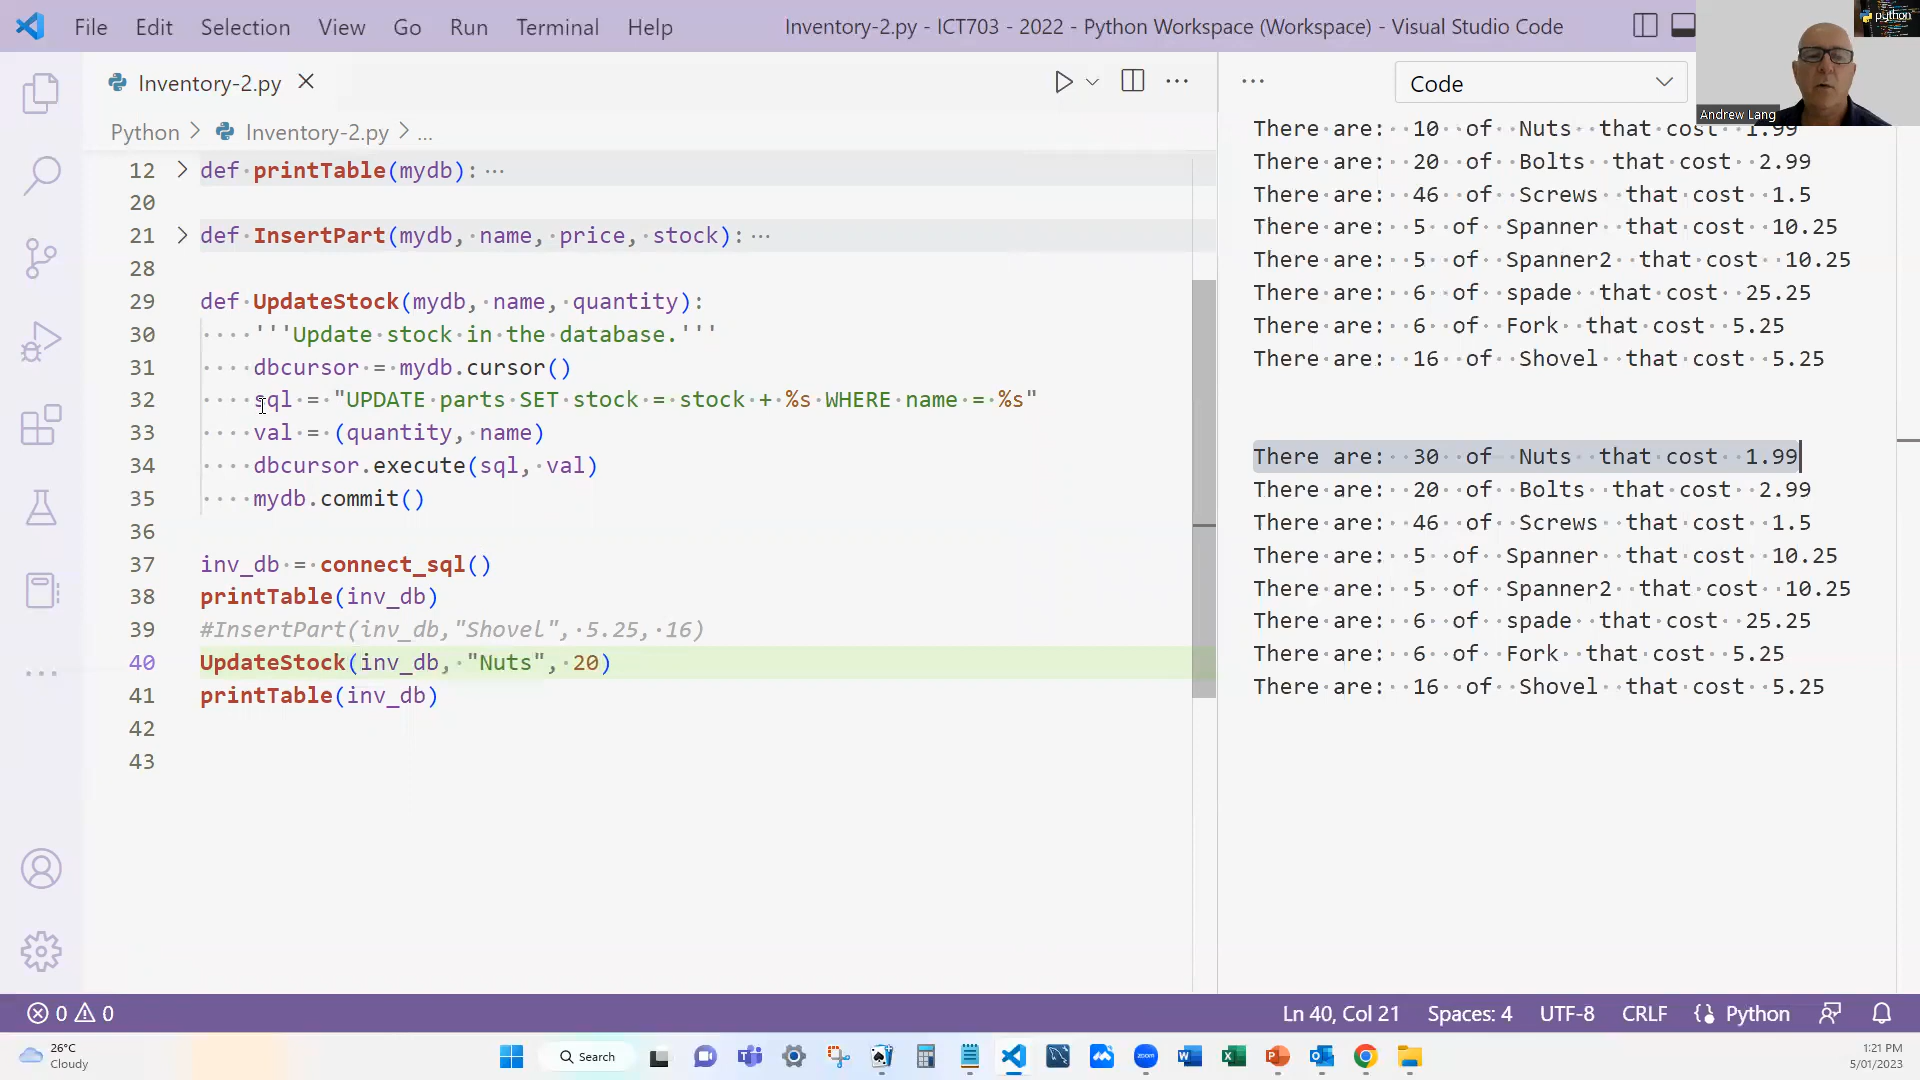 File Edit Selection View Go Run Terminal Help
Inventory-2.py - ICT703 - 2022 - Python Workspace (Workspace) - Visual Studio Code
python
Andrew Lang
Inventory-2.py
Code
Python > Inventory-2.py > ...
12 def printTable(mydb): ...
20
21 def InsertPart(mydb, name, price, stock): ...
28
29 def UpdateStock(mydb, name, quantity):
30 '''Update stock in the database.'''
31 dbcursor = mydb.cursor()
32 sql = "UPDATE parts SET stock = stock + %s WHERE name = %s"
33 val = (quantity, name)
34 dbcursor.execute(sql, val)
35 mydb.commit()
36
37 inv_db = connect_sql()
38 printTable(inv_db)
39 #InsertPart(inv_db,"Shovel", 5.25, 16)
40 UpdateStock(inv_db, "Nuts", 20)
41 printTable(inv_db)
42
43
There are: 10 of Nuts that cost 1.99
There are: 20 of Bolts that cost 2.99
There are: 46 of Screws that cost 1.5
There are: 5 of Spanner that cost 10.25
There are: 5 of Spanner2 that cost 10.25
There are: 6 of spade that cost 25.25
There are: 6 of Fork that cost 5.25
There are: 16 of Shovel that cost 5.25
There are: 30 of Nuts that cost 1.99
There are: 20 of Bolts that cost 2.99
There are: 46 of Screws that cost 1.5
There are: 5 of Spanner that cost 10.25
There are: 5 of Spanner2 that cost 10.25
There are: 6 of spade that cost 25.25
There are: 6 of Fork that cost 5.25
There are: 16 of Shovel that cost 5.25
0 0
Ln 40, Col 21 Spaces: 4 UTF-8 CRLF Python
26°C
Cloudy
Search
zoom
1:21 PM
5/01/2023